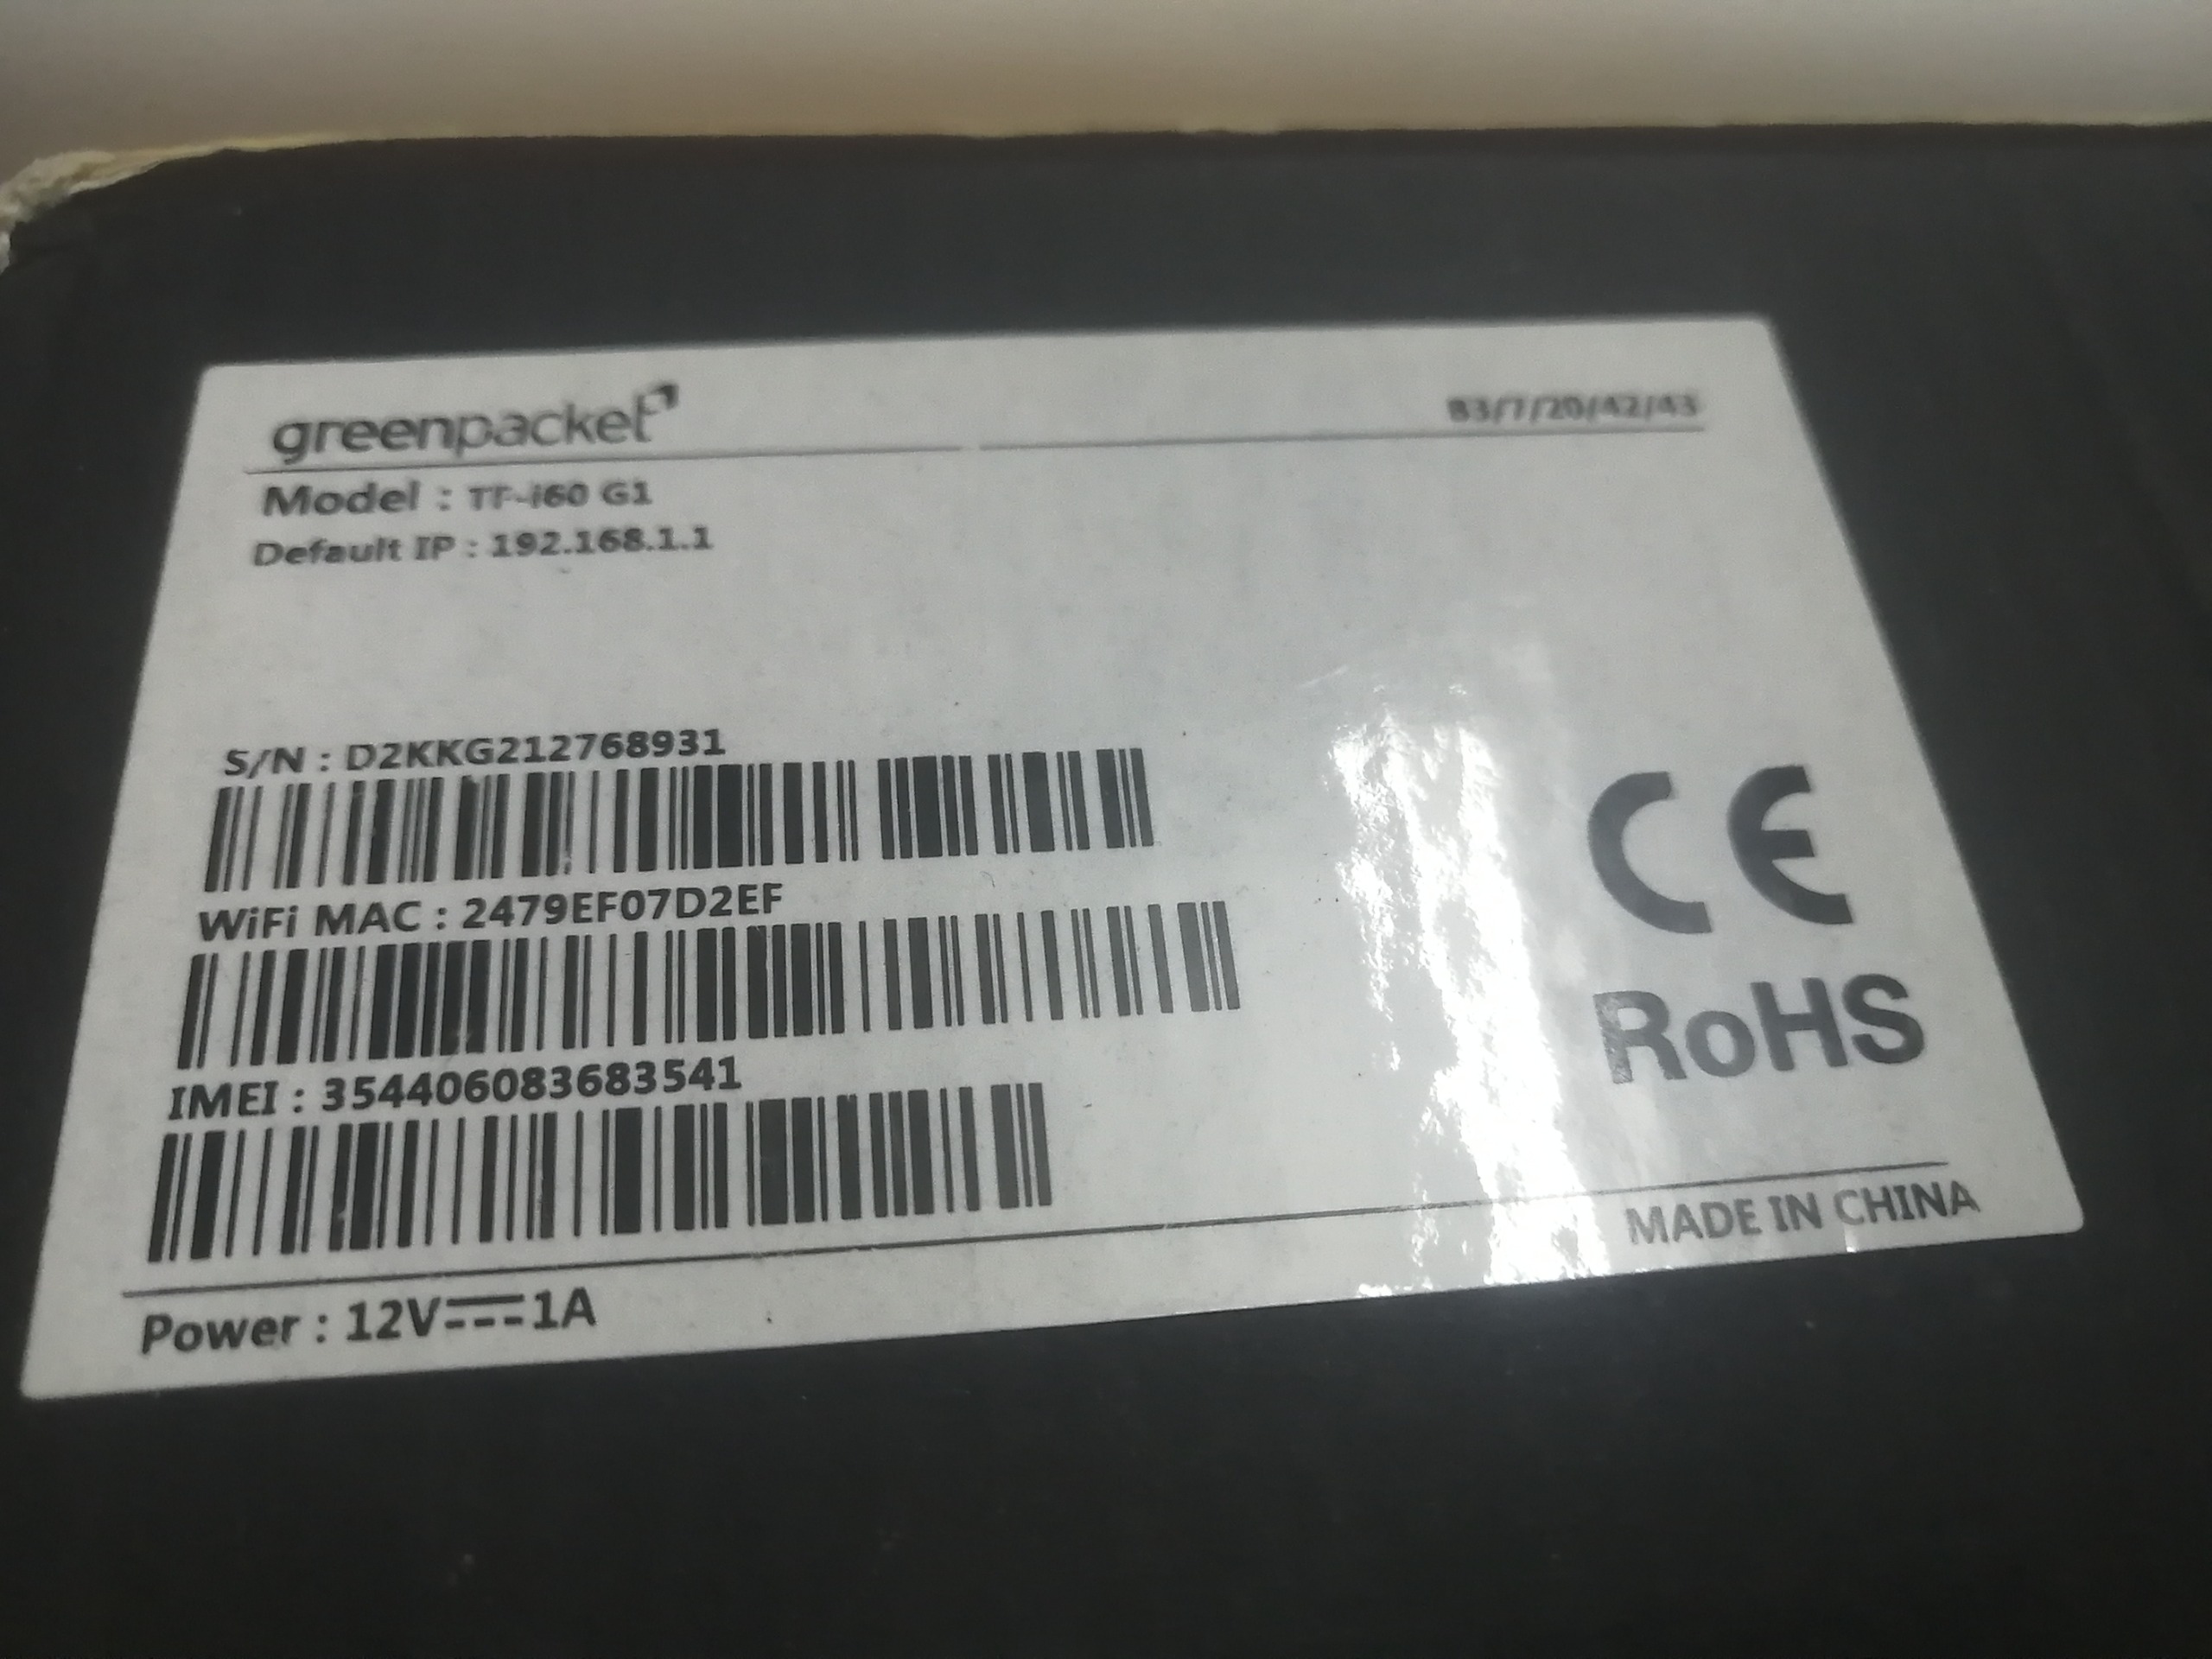 greenpacket
B3/7/20/42/43
Model : TF-i60 G1
Default IP : 192.168.1.1
S/N : D2KKG212768931
WiFi MAC : 2479EF07D2EF
IMEI : 354406083683541
CE
RoHS
MADE IN CHINA
Power : 12V⎓1A